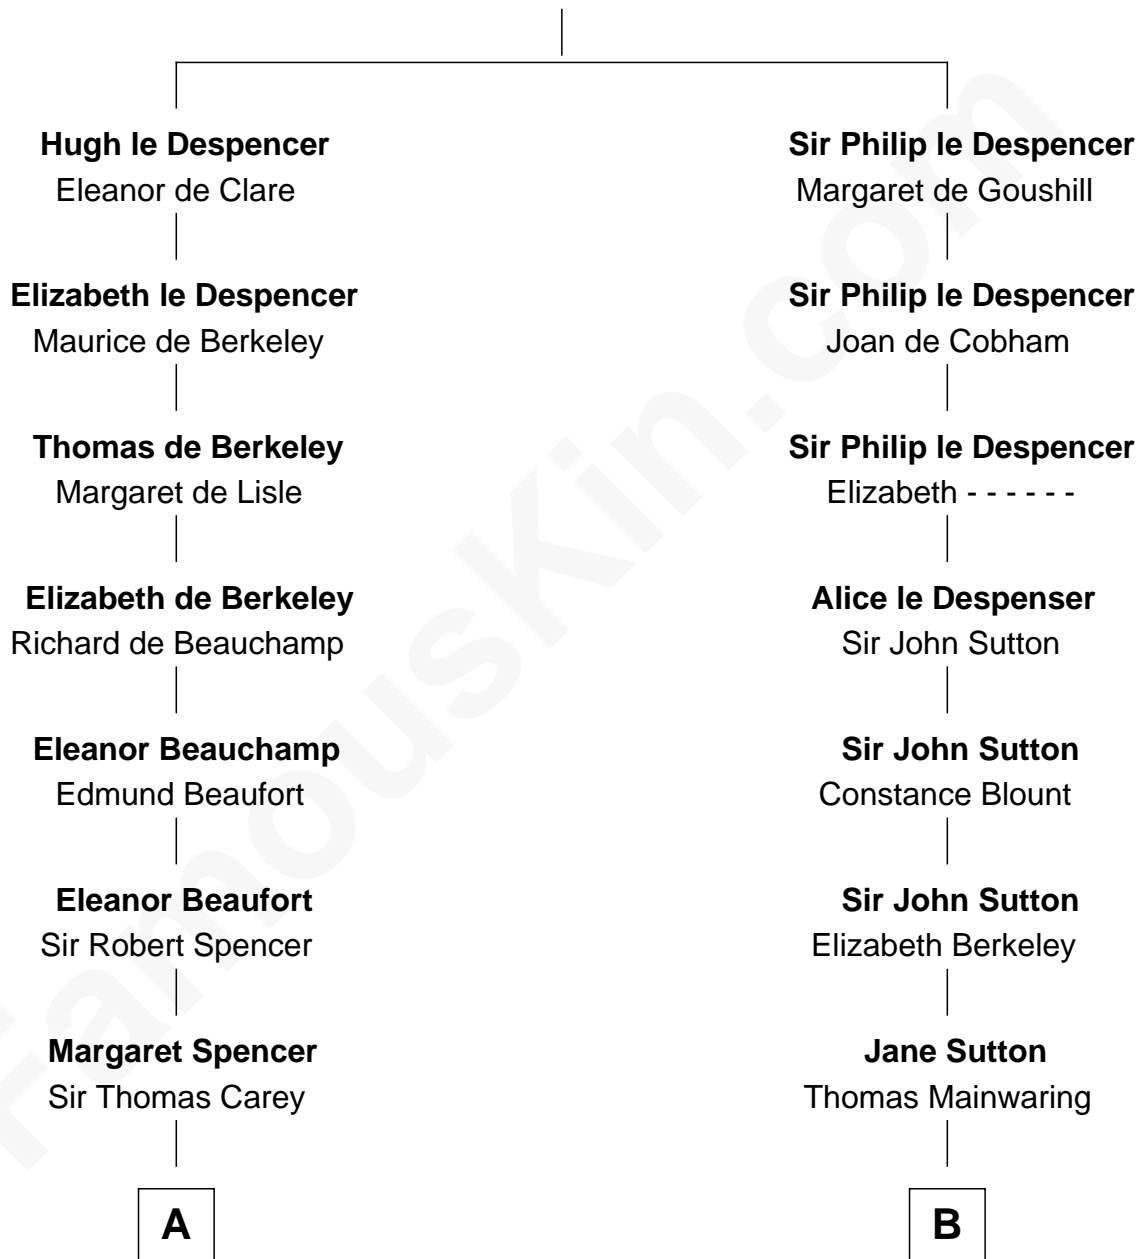 Hugh le Despencer
Eleanor de Clare
Elizabeth le Despencer
Maurice de Berkeley
Thomas de Berkeley
Margaret de Lisle
Elizabeth de Berkeley
Richard de Beauchamp
Eleanor Beauchamp
Edmund Beaufort
Eleanor Beaufort
Sir Robert Spencer
Margaret Spencer
Sir Thomas Carey
A
Sir Philip le Despencer
Margaret de Goushill
Sir Philip le Despencer
Joan de Cobham
Sir Philip le Despencer
Elizabeth - - - - - -
Alice le Despenser
Sir John Sutton
Sir John Sutton
Constance Blount
Sir John Sutton
Elizabeth Berkeley
Jane Sutton
Thomas Mainwaring
B
FamousKin.com